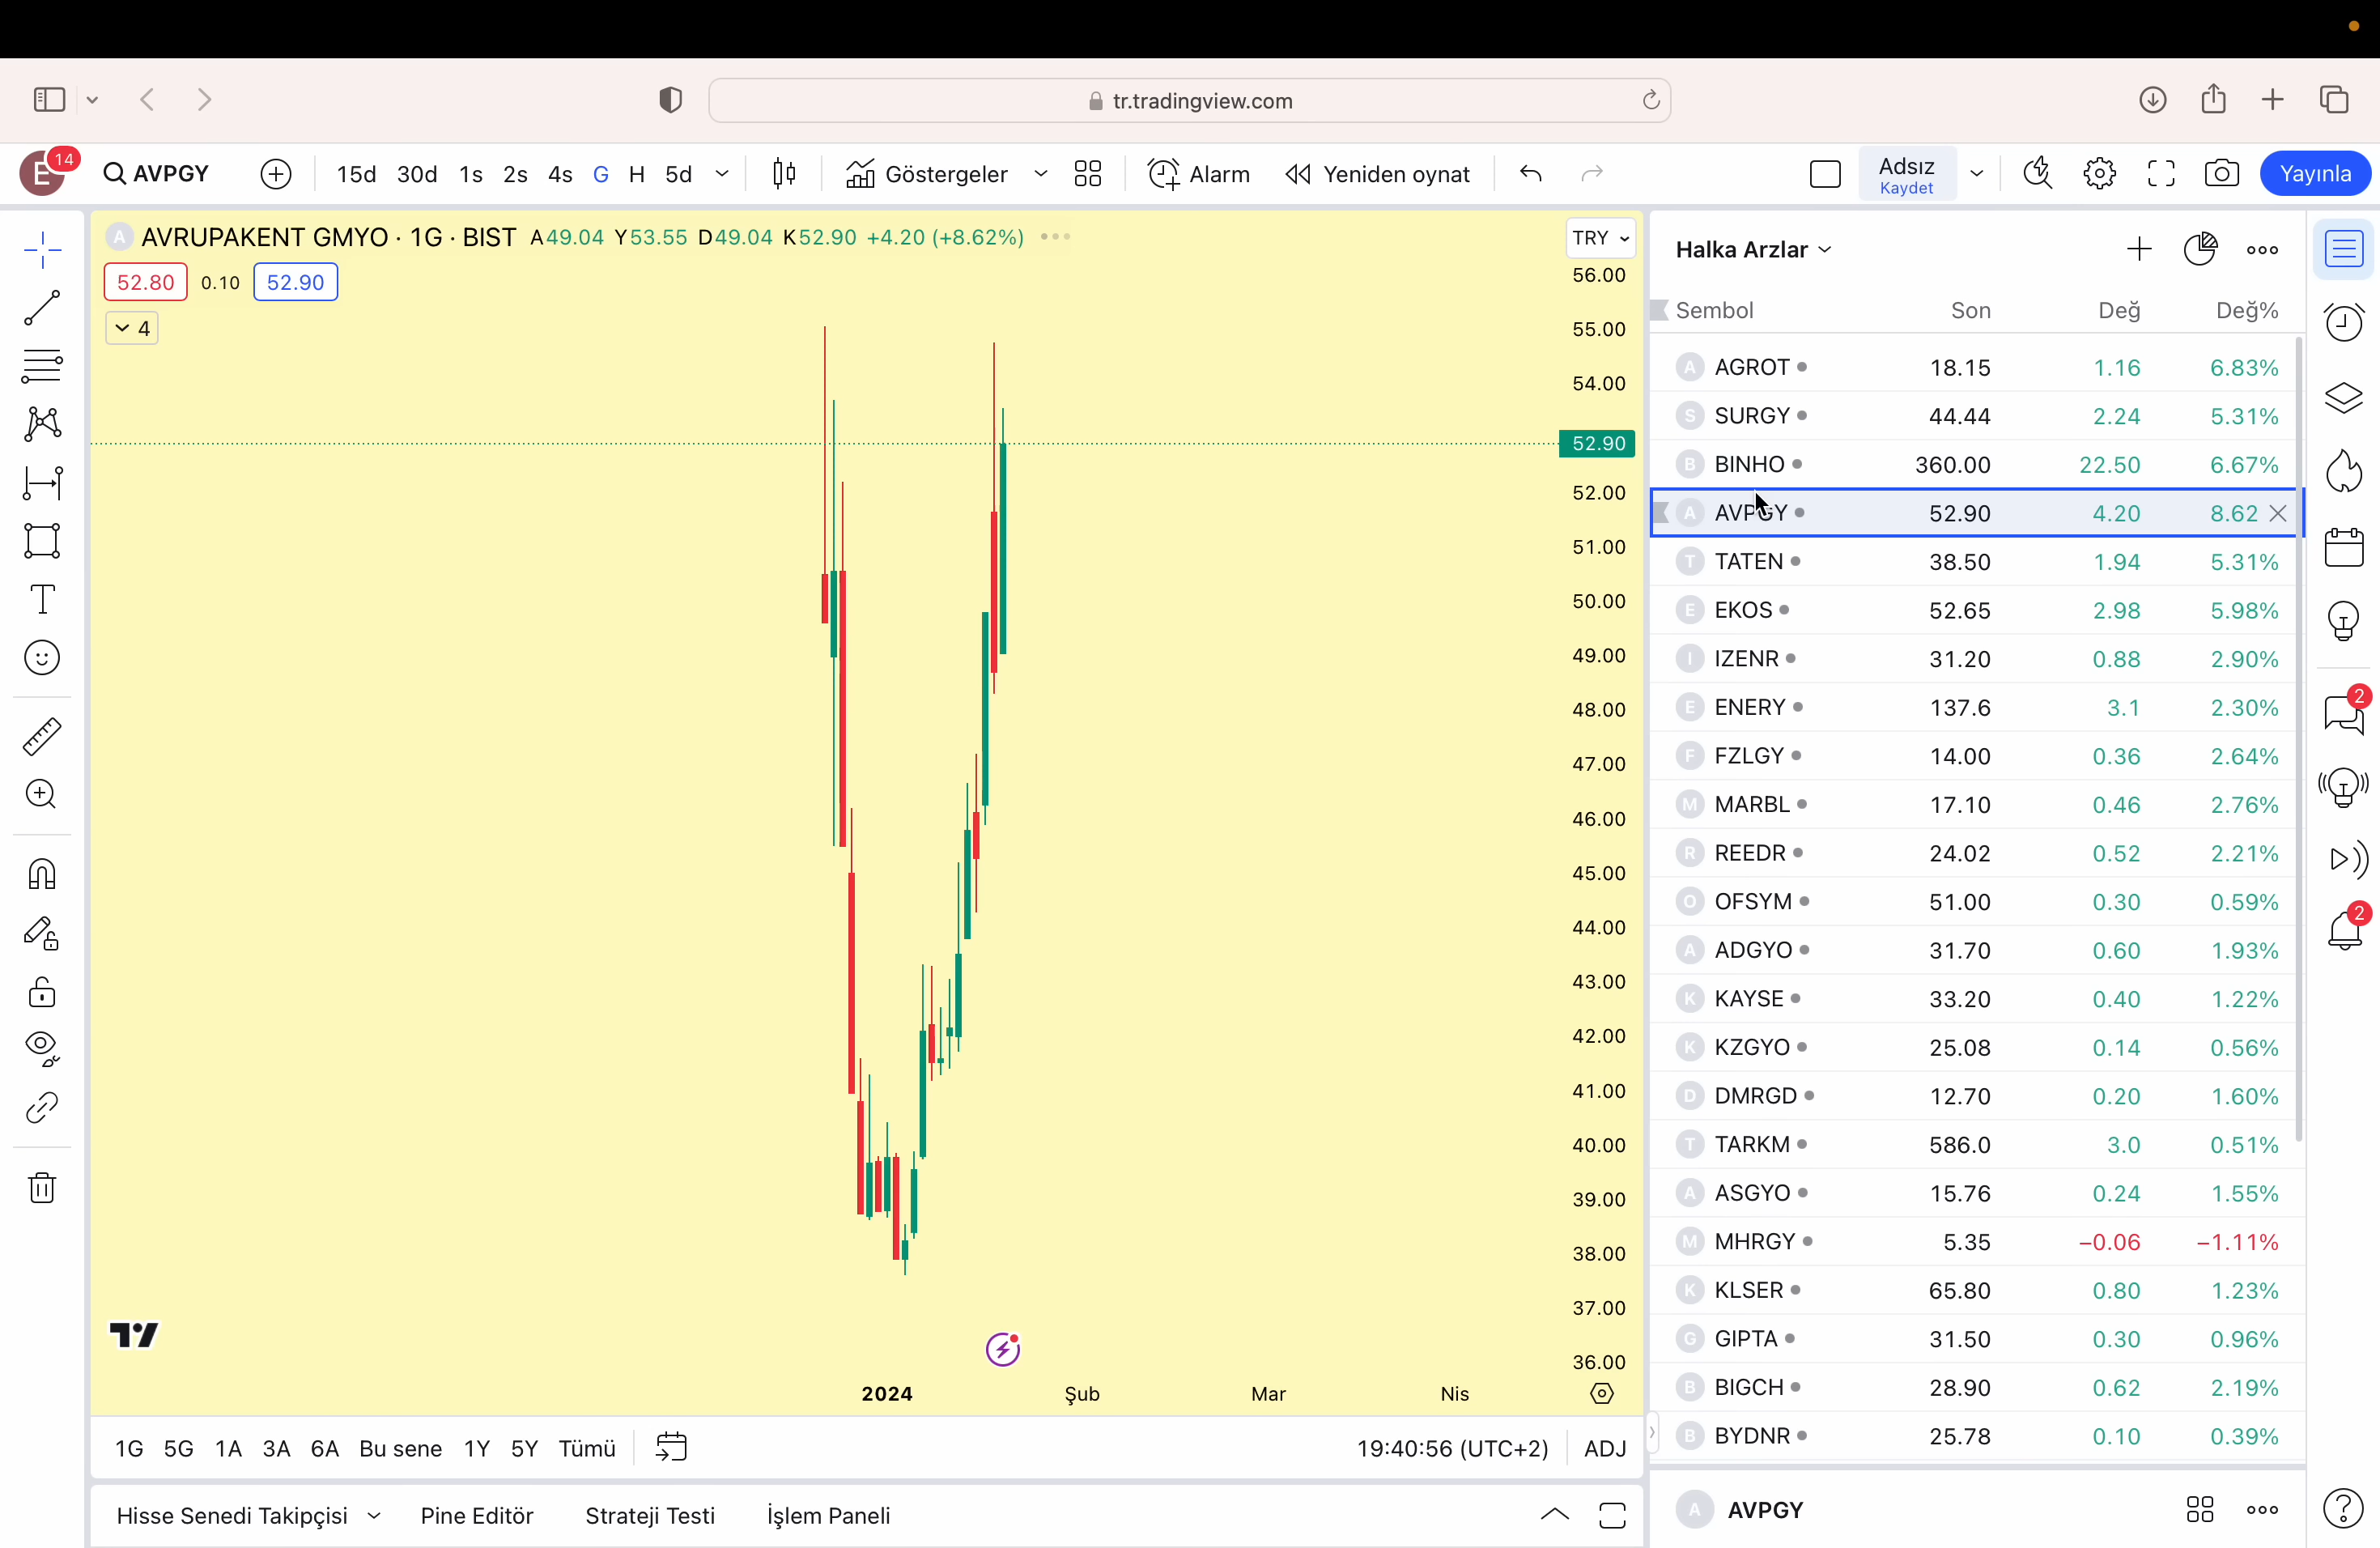 tr.tradingview.com
E 14 AVPGY 15d 30d 1s 2s 4s G H 5d Göstergeler Alarm Yeniden oynat Adsız Kaydet Yayınla
A AVRUPAKENT GMYO · 1G · BIST A49.04 Y53.55 D49.04 K52.90 +4.20 (+8.62%)
TRY
52.80 0.10 52.90
4
56.00
55.00
54.00
52.90
52.00
51.00
50.00
49.00
48.00
47.00
46.00
45.00
44.00
43.00
42.00
41.00
40.00
39.00
38.00
37.00
36.00
2024 Şub Mar Nis
1G 5G 1A 3A 6A Bu sene 1Y 5Y Tümü 19:40:56 (UTC+2) ADJ
Hisse Senedi Takipçisi Pine Editör Strateji Testi İşlem Paneli
Halka Arzlar
Sembol Son Değ Değ%
A AGROT 18.15 1.16 6.83%
S SURGY 44.44 2.24 5.31%
B BINHO 360.00 22.50 6.67%
A AVPGY 52.90 4.20 8.62
T TATEN 38.50 1.94 5.31%
E EKOS 52.65 2.98 5.98%
I IZENR 31.20 0.88 2.90%
E ENERY 137.6 3.1 2.30%
F FZLGY 14.00 0.36 2.64%
M MARBL 17.10 0.46 2.76%
R REEDR 24.02 0.52 2.21%
O OFSYM 51.00 0.30 0.59%
A ADGYO 31.70 0.60 1.93%
K KAYSE 33.20 0.40 1.22%
K KZGYO 25.08 0.14 0.56%
D DMRGD 12.70 0.20 1.60%
T TARKM 586.0 3.0 0.51%
A ASGYO 15.76 0.24 1.55%
M MHRGY 5.35 −0.06 −1.11%
K KLSER 65.80 0.80 1.23%
G GIPTA 31.50 0.30 0.96%
B BIGCH 28.90 0.62 2.19%
B BYDNR 25.78 0.10 0.39%
A AVPGY
2
2